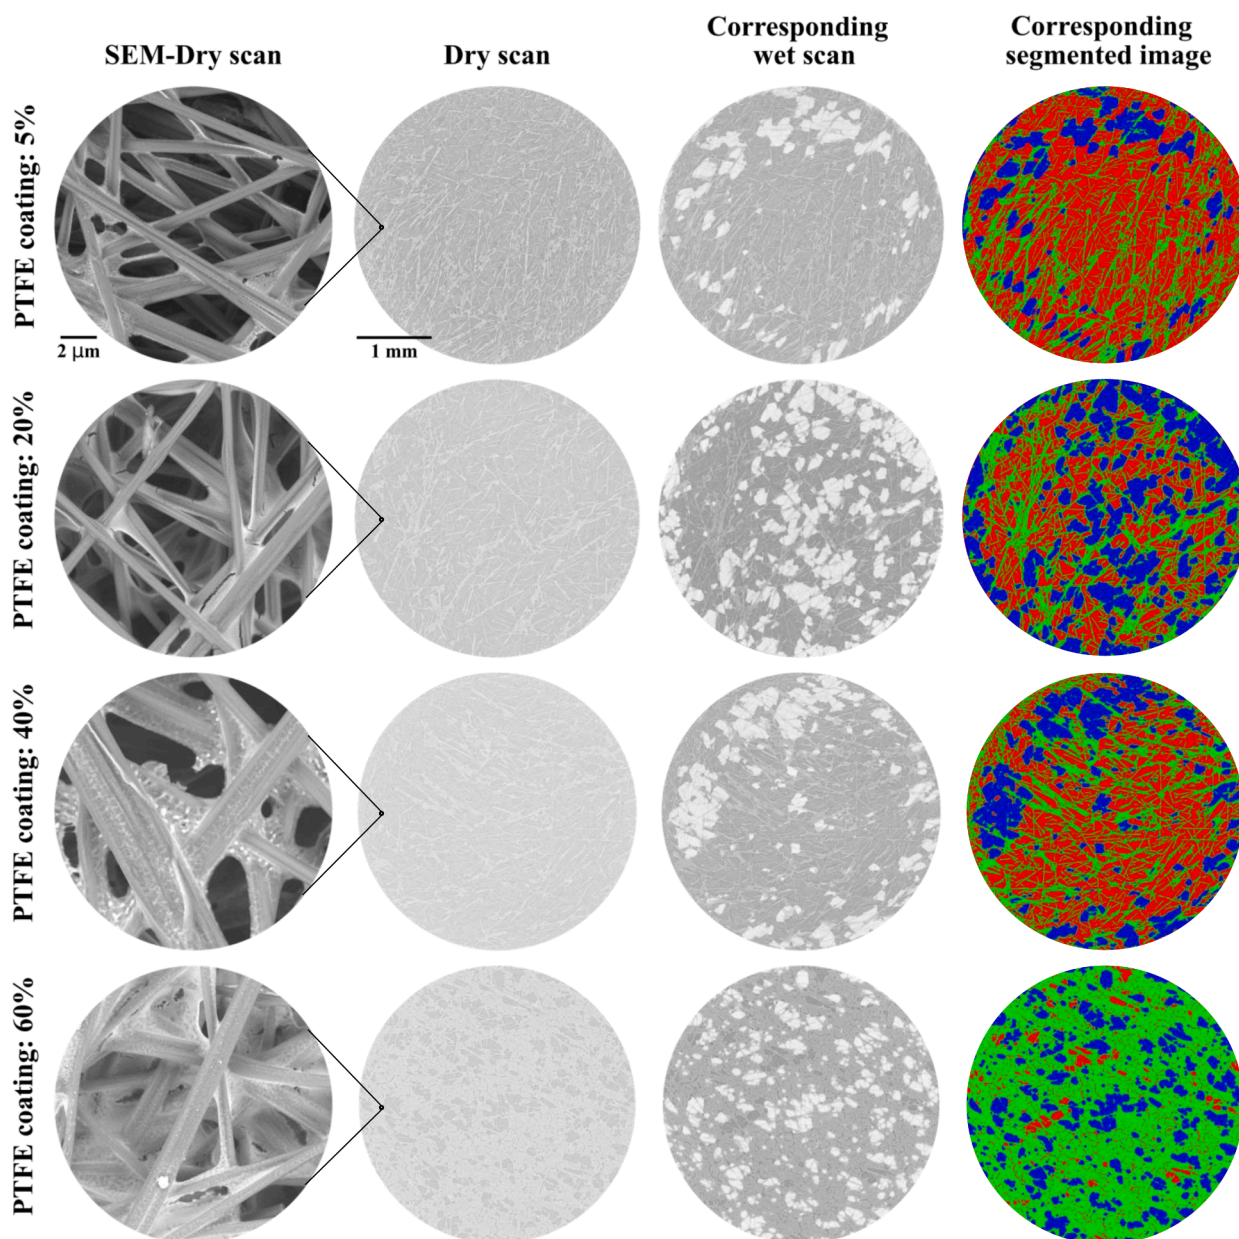 SEM-Dry scan
Dry scan
Corresponding
wet scan
Corresponding
segmented image
PTFE coating: 5%
2 μm
1 mm
PTFE coating: 20%
PTFE coating: 40%
PTFE coating: 60%